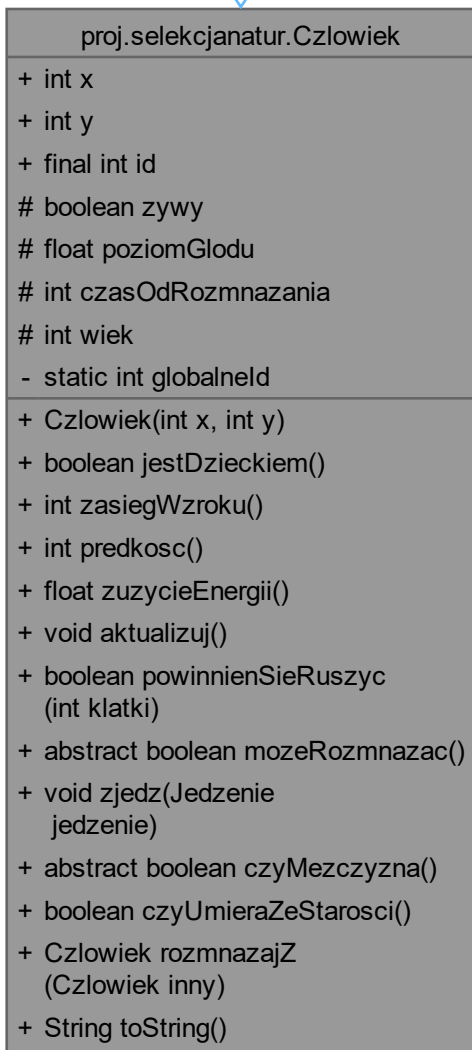 proj.selekcjanatur.Czlowiek
+ int x
+ int y
+ final int id
# boolean zywy
# float poziomGlodu
# int czasOdRozmnazania
# int wiek
- static int globalneId
+ Czlowiek(int x, int y)
+ boolean jestDzieckiem()
+ int zasiegWzroku()
+ int predkosc()
+ float zuzycieEnergii()
+ void aktualizuj()
+ boolean powinnienSieRuszyc
(int klatki)
+ abstract boolean mozeRozmnazac()
+ void zjedz(Jedzenie
jedzenie)
+ abstract boolean czyMezczyzna()
+ boolean czyUmieraZeStarosci()
+ Czlowiek rozmnazajZ
(Czlowiek inny)
+ String toString()